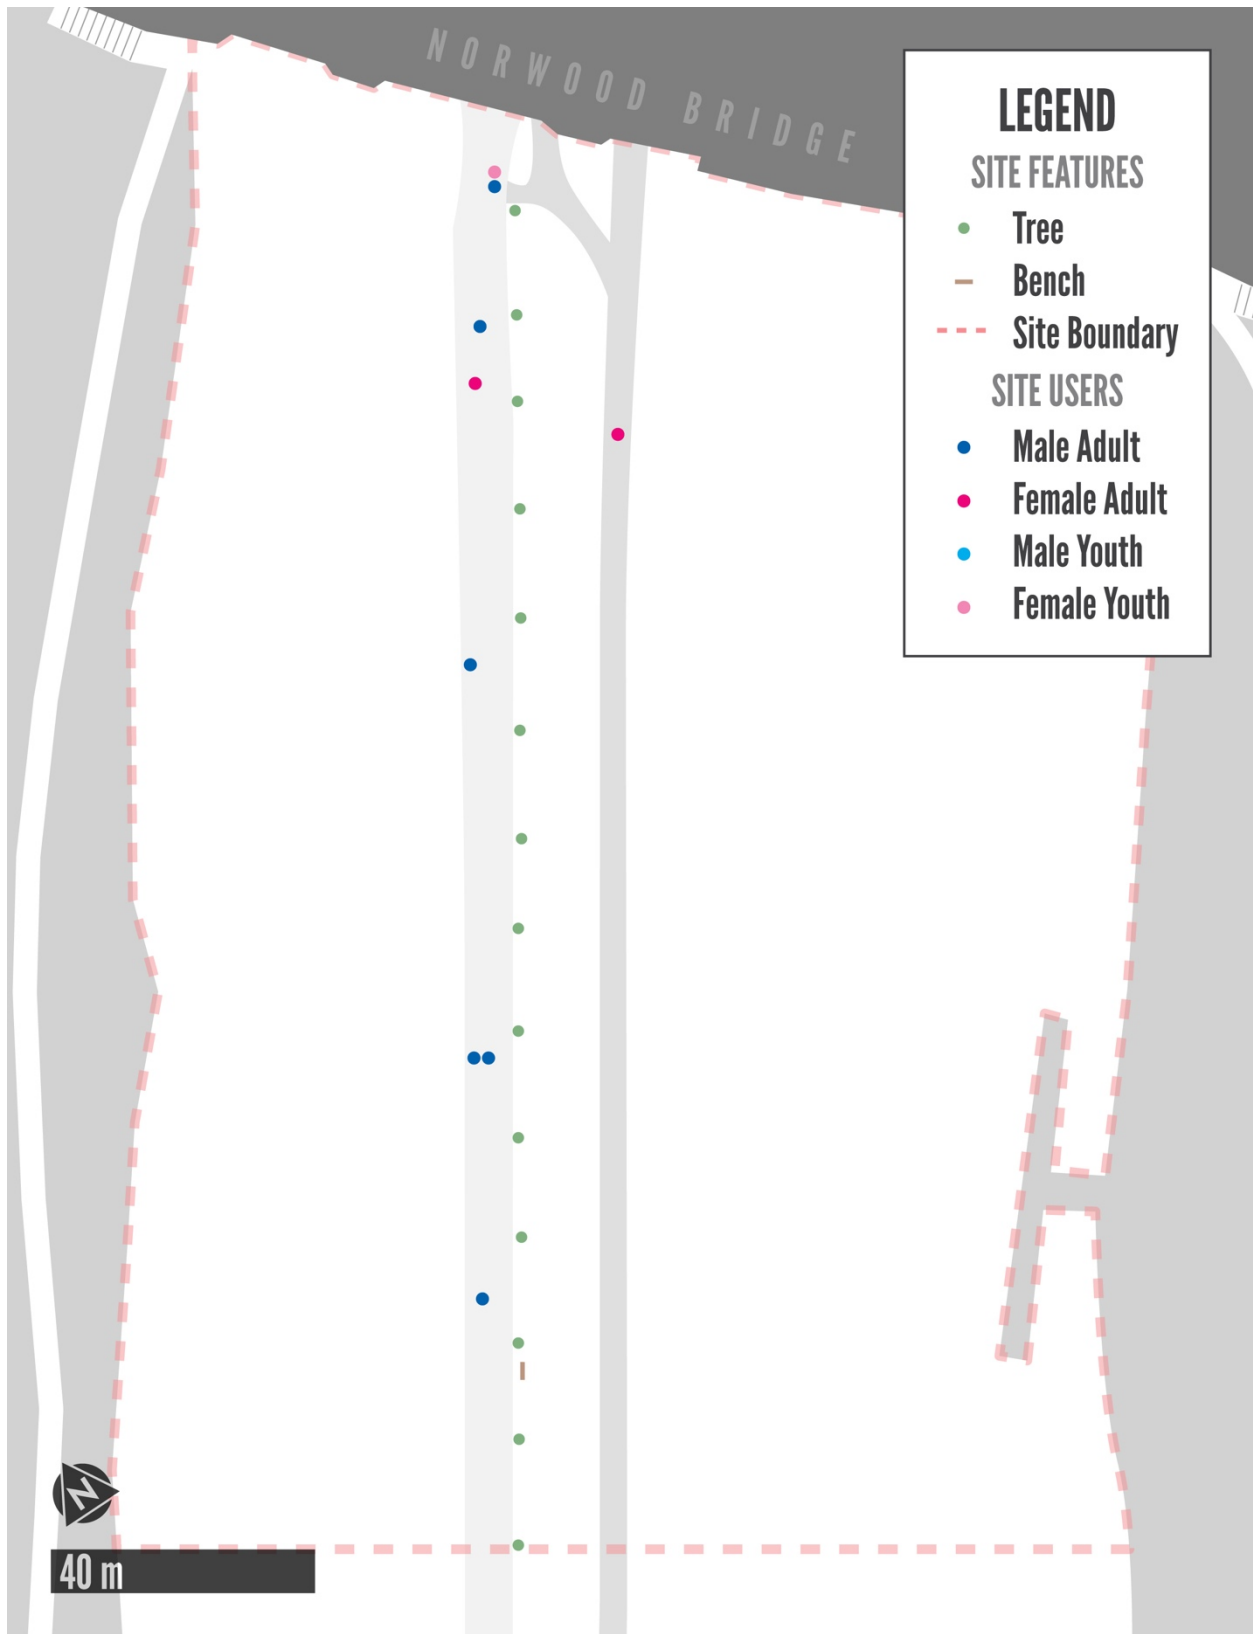 NORWOOD BRIDGE
LEGEND
SITE FEATURES
Tree
Bench
Site Boundary
SITE USERS
Male Adult
Female Adult
Male Youth
Female Youth
N
40 m